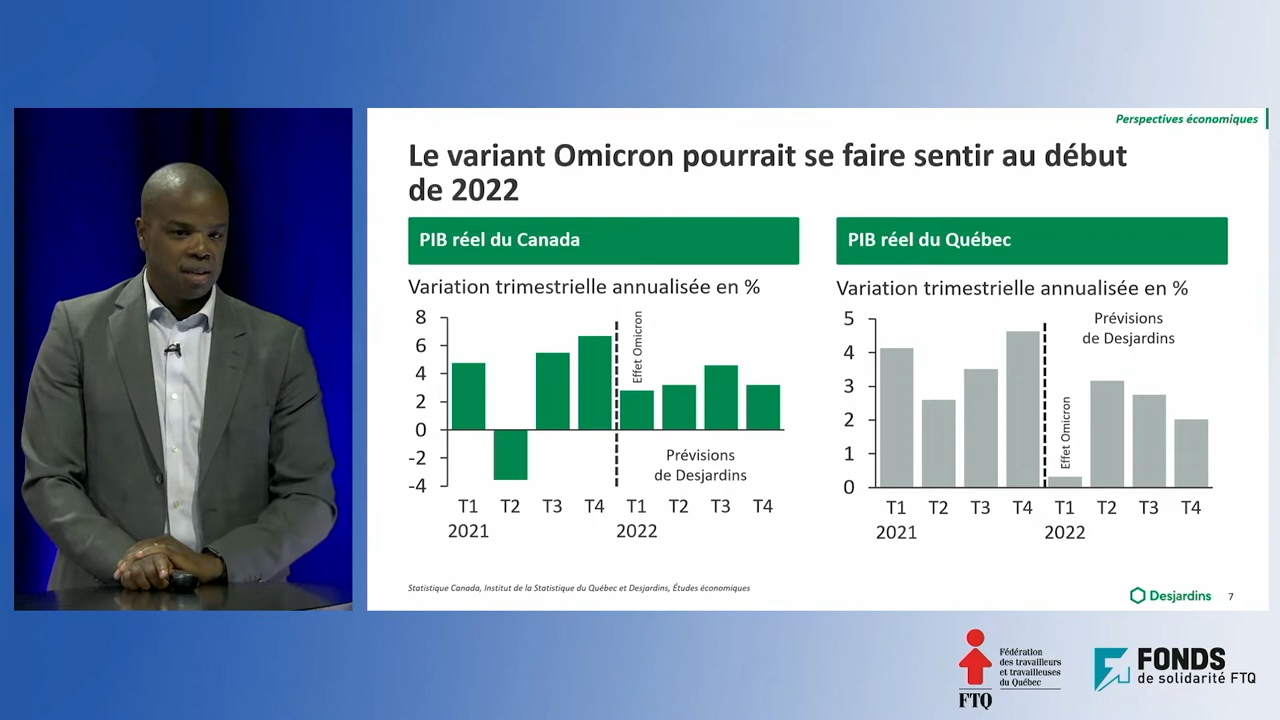 Perspectives économiques
Le variant Omicron pourrait se faire sentir au début
de 2022
PIB réel du Canada
Variation trimestrielle annualisée en %
8
6
4
2
0
-2
-4
Effet Omicron
Prévisions
de Desjardins
T1 T2 T3 T4 T1 T2 T3 T4
2021 2022
PIB réel du Québec
Variation trimestrielle annualisée en %
5
4
3
2
1
0
Prévisions
de Desjardins
Effet Omicron
T1 T2 T3 T4 T1 T2 T3 T4
2021 2022
Statistique Canada, Institut de la Statistique du Québec et Desjardins, Études économiques
Desjardins 7
FTQ
Fédération
des travailleurs
et travailleuses
du Québec
FONDS
de solidarité FTQ